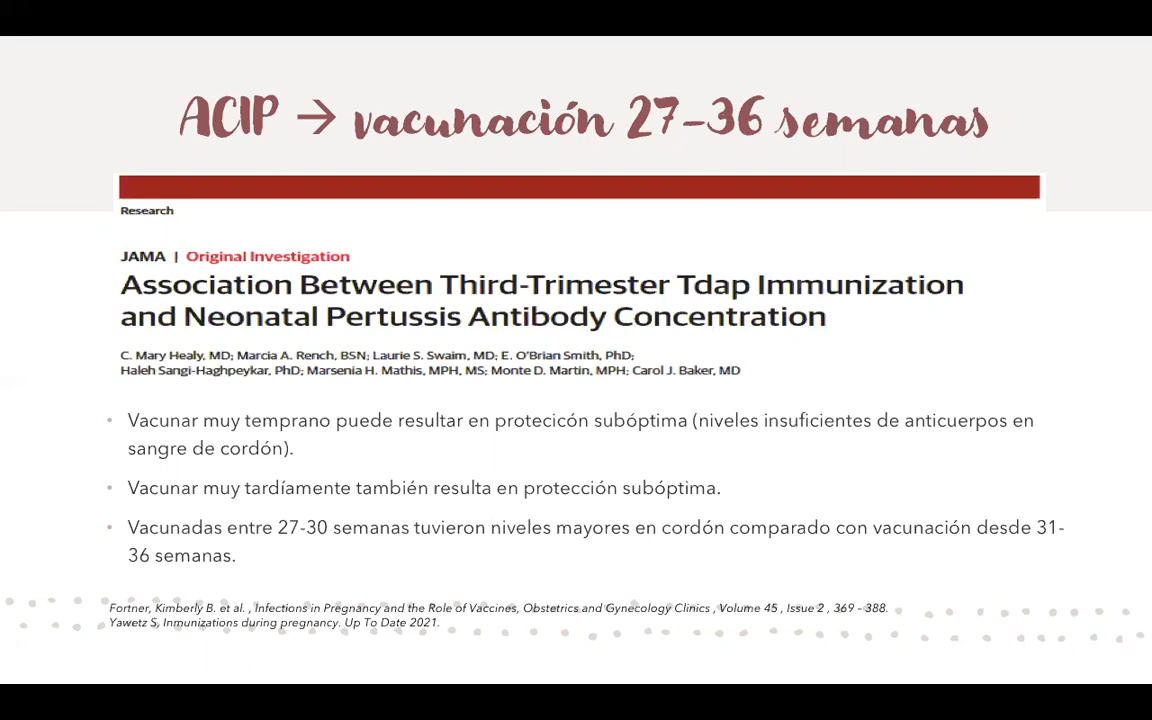 ACIP → vacunación 27-36 semanas
Research
JAMA | Original Investigation
Association Between Third-Trimester Tdap Immunization
and Neonatal Pertussis Antibody Concentration
C. Mary Healy, MD; Marcia A. Rench, BSN; Laurie S. Swaim, MD; E. O'Brian Smith, PhD;
Haleh Sangi-Haghpeykar, PhD; Marsenia H. Mathis, MPH, MS; Monte D. Martin, MPH; Carol J. Baker, MD
• Vacunar muy temprano puede resultar en protecicón subóptima (niveles insuficientes de anticuerpos en
sangre de cordón).
• Vacunar muy tardíamente también resulta en protección subóptima.
• Vacunadas entre 27-30 semanas tuvieron niveles mayores en cordón comparado con vacunación desde 31-
36 semanas.
Fortner, Kimberly B. et al. , Infections in Pregnancy and the Role of Vaccines, Obstetrics and Gynecology Clinics , Volume 45 , Issue 2 , 369 – 388.
Yawetz S, Inmunizations during pregnancy. Up To Date 2021.